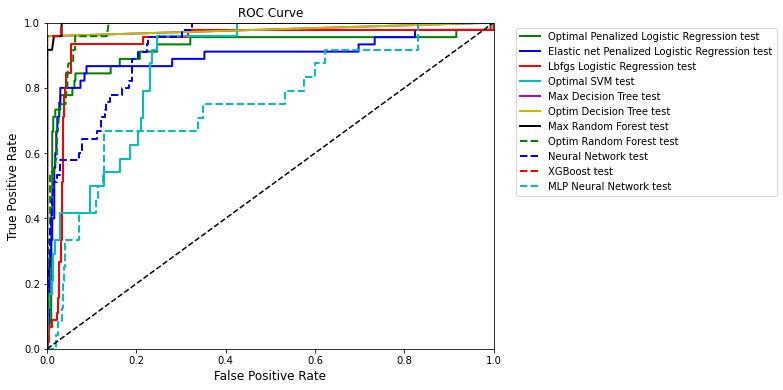 ROC Curve
True Positive Rate
1.0
0.8
0.6
0.4
0.2
0.0
0.0 0.2 0.4 0.6 0.8 1.0
False Positive Rate
Optimal Penalized Logistic Regression test
Elastic net Penalized Logistic Regression test
Lbfgs Logistic Regression test
Optimal SVM test
Max Decision Tree test
Optim Decision Tree test
Max Random Forest test
Optim Random Forest test
Neural Network test
XGBoost test
MLP Neural Network test